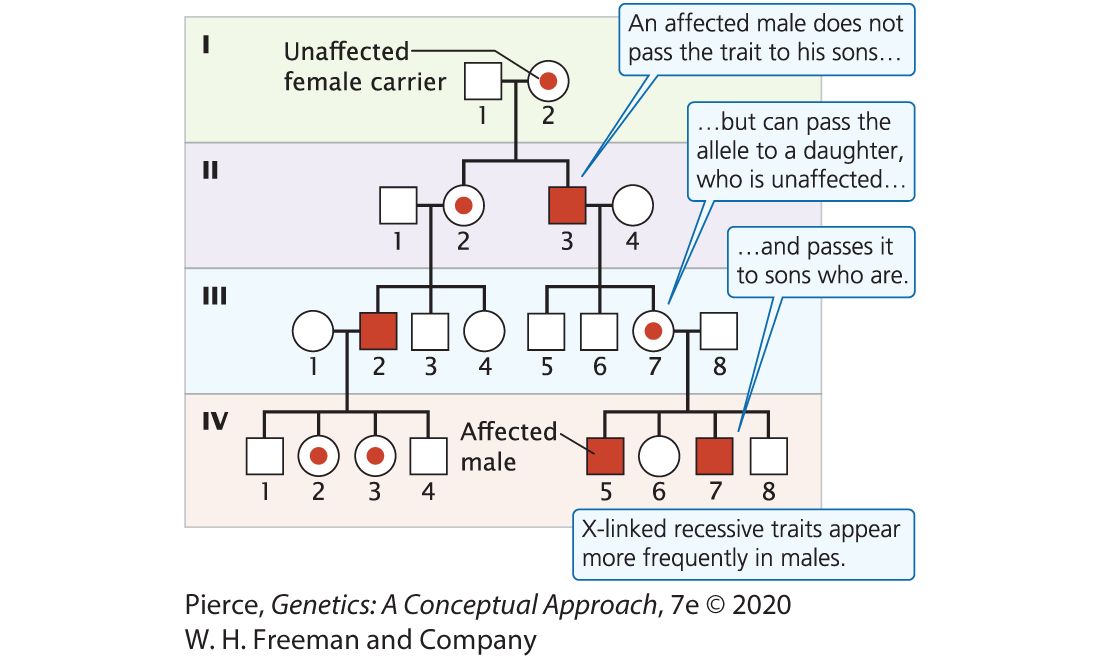 I
Unaffected
female carrier
1 2
An affected male does not
pass the trait to his sons…
II
1 2 3 4
…but can pass the
allele to a daughter,
who is unaffected…
III
1 2 3 4 5 6 7 8
…and passes it
to sons who are.
IV
Affected
male
1 2 3 4 5 6 7 8
X-linked recessive traits appear
more frequently in males.
Pierce, Genetics: A Conceptual Approach, 7e © 2020
W. H. Freeman and Company